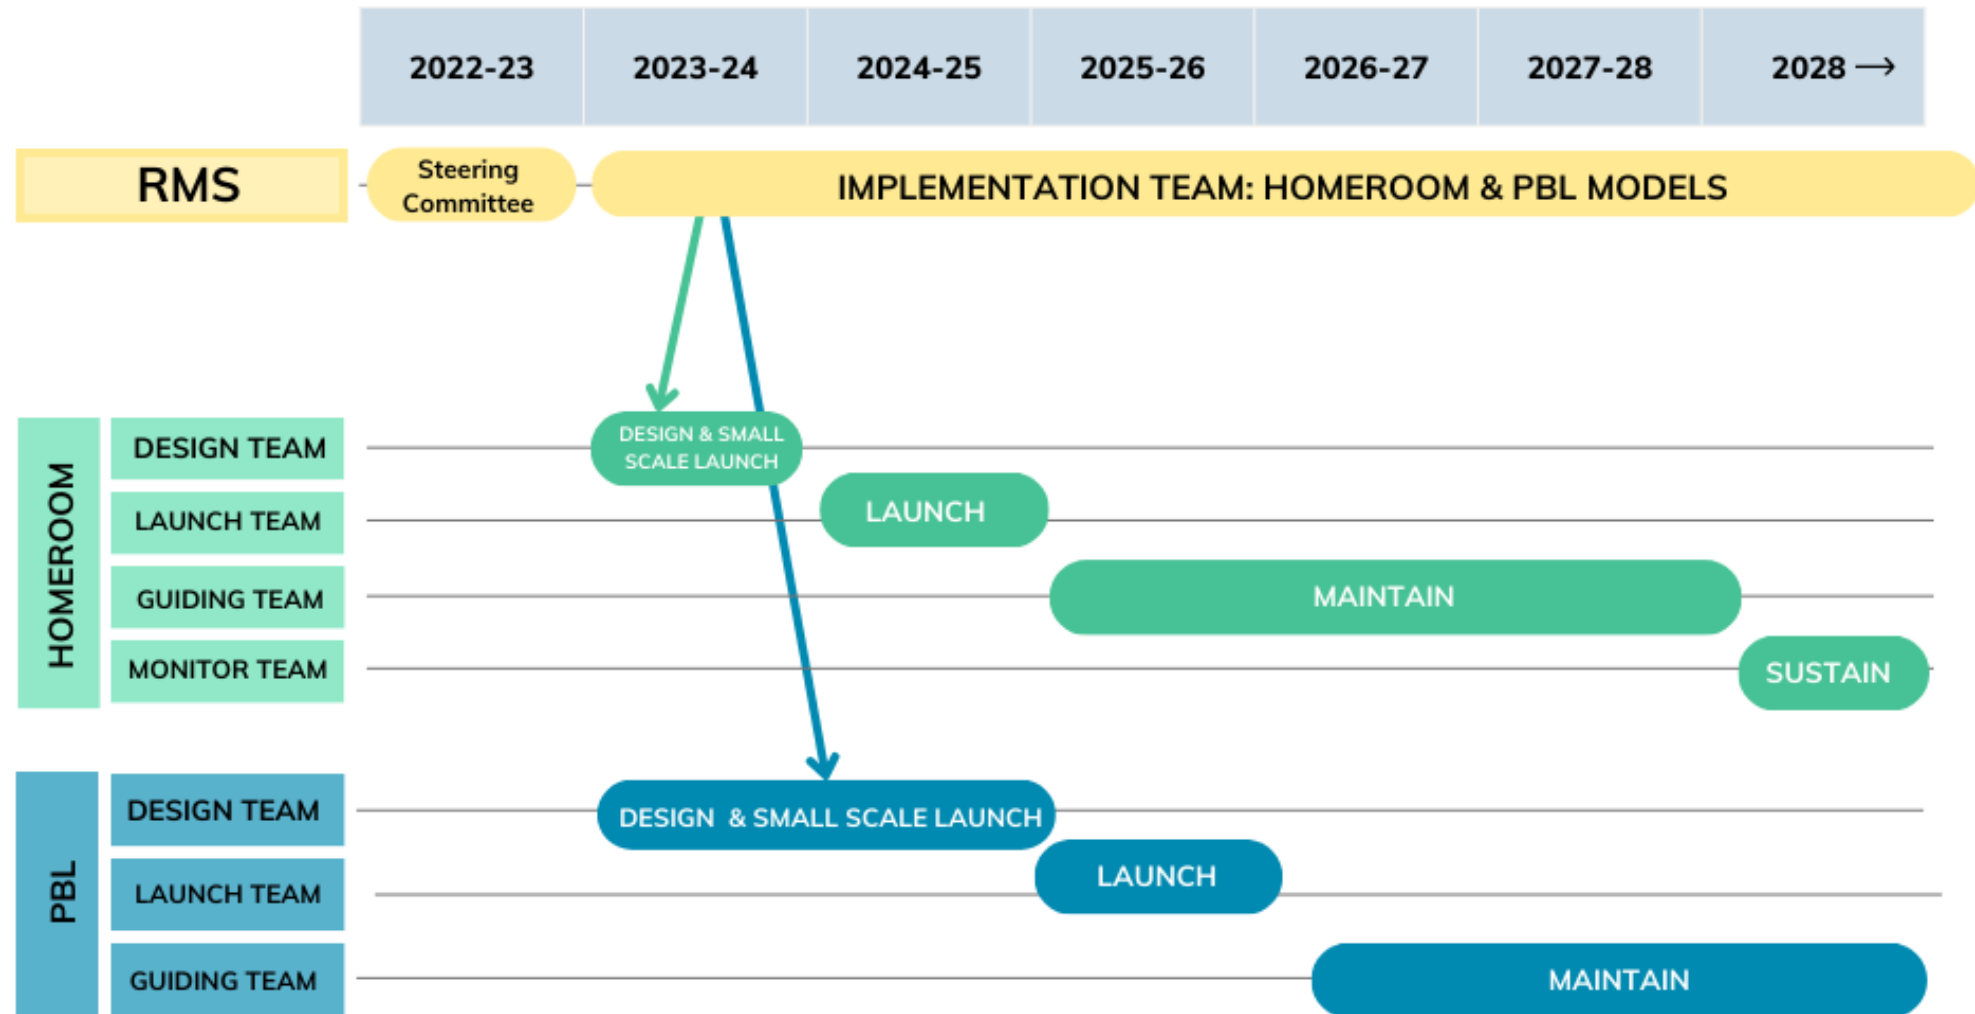 2022-23
2023-24
2024-25
2025-26
2026-27
2027-28
2028 →
RMS
Steering
Committee
IMPLEMENTATION TEAM: HOMEROOM & PBL MODELS
HOMEROOM
DESIGN TEAM
DESIGN & SMALL
SCALE LAUNCH
LAUNCH TEAM
LAUNCH
GUIDING TEAM
MAINTAIN
MONITOR TEAM
SUSTAIN
PBL
DESIGN TEAM
DESIGN & SMALL SCALE LAUNCH
LAUNCH TEAM
LAUNCH
GUIDING TEAM
MAINTAIN